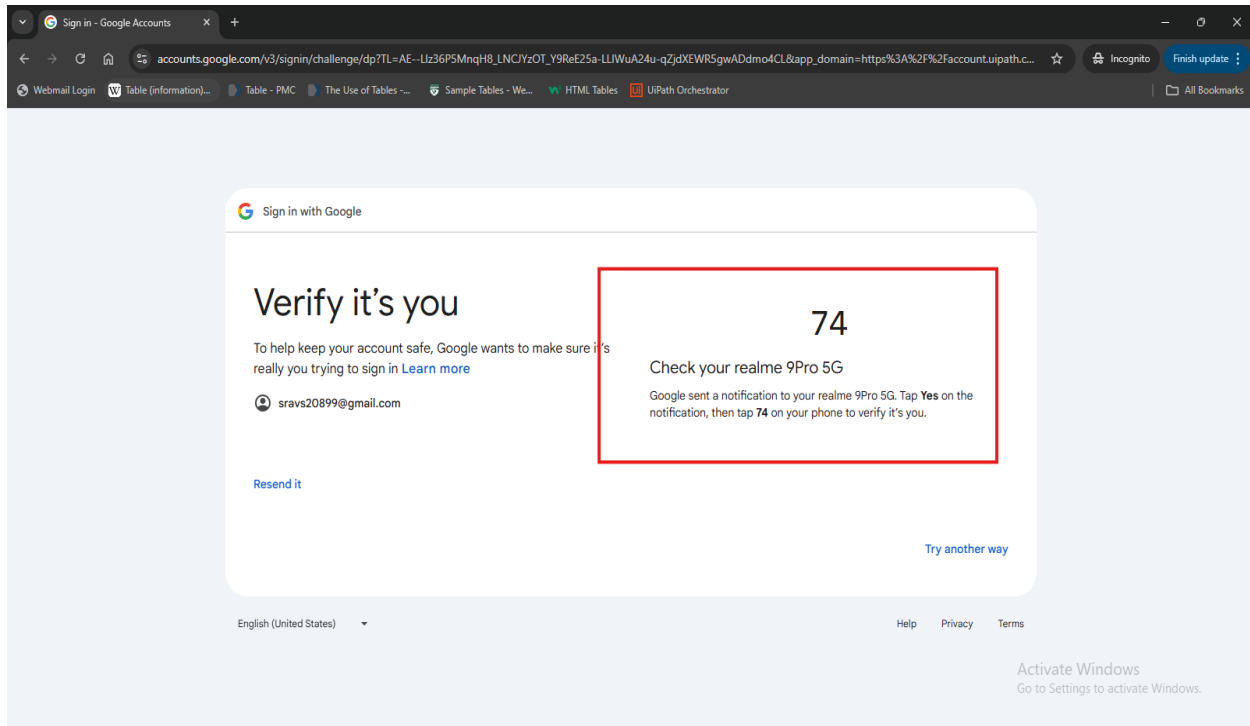 Sign in - Google Accounts
accounts.google.com/v3/signin/challenge/dp?TL=AE--LIz36P5MnqH8_LNCJYzOT_Y9ReE25a-LLIWuA24u-qZjdXEWR5gwADdmo4CL&app_domain=https%3A%2F%2Faccount.uipath.c...
Incognito
Finish update
Webmail Login
Table (information)...
Table - PMC
The Use of Tables -...
Sample Tables - We...
HTML Tables
UiPath Orchestrator
All Bookmarks
Sign in with Google
Verify it's you
To help keep your account safe, Google wants to make sure it's
really you trying to sign in Learn more
sravs20899@gmail.com
Resend it
74
Check your realme 9Pro 5G
Google sent a notification to your realme 9Pro 5G. Tap Yes on the
notification, then tap 74 on your phone to verify it's you.
Try another way
English (United States)
Help
Privacy
Terms
Activate Windows
Go to Settings to activate Windows.